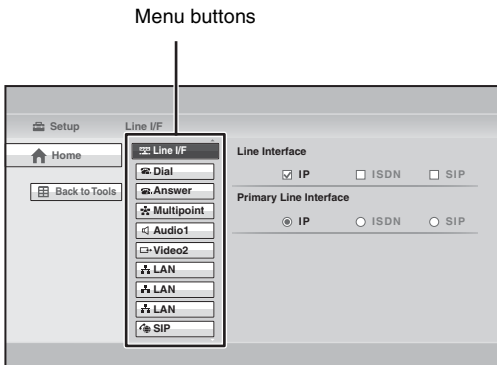 Menu buttons
Setup Line I/F
Home
Back to Tools
Line I/F
Dial
Answer
Multipoint
Audio1
Video2
LAN
LAN
LAN
SIP
Line Interface
IP ISDN SIP
Primary Line Interface
IP ISDN SIP